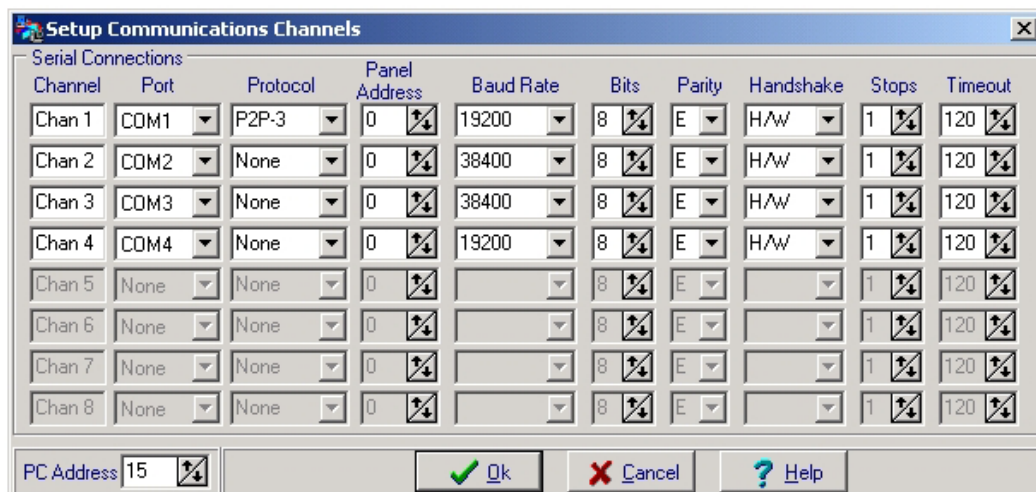 Setup Communications Channels
Serial Connections
Channel Port Protocol Panel Address Baud Rate Bits Parity Handshake Stops Timeout
Chan 1 COM1 P2P-3 0 19200 8 E H/W 1 120
Chan 2 COM2 None 0 38400 8 E H/W 1 120
Chan 3 COM3 None 0 38400 8 E H/W 1 120
Chan 4 COM4 None 0 19200 8 E H/W 1 120
Chan 5 None None 0 8 E 1 120
Chan 6 None None 0 8 E 1 120
Chan 7 None None 0 8 E 1 120
Chan 8 None None 0 8 E 1 120
PC Address 15 Ok Cancel Help